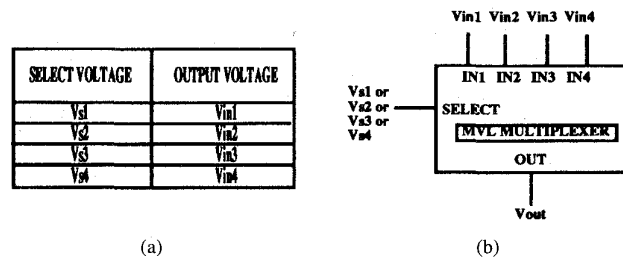 SELECT VOLTAGE OUTPUT VOLTAGE
Vs1 Vin1
Vs2 Vin2
Vs3 Vin3
Vs4 Vin4
(a)
Vin1 Vin2 Vin3 Vin4
IN1 IN2 IN3 IN4
Vs1 or
Vs2 or
Vs3 or
Vs4
SELECT
MVL MULTIPLEXER
OUT
Vout
(b)